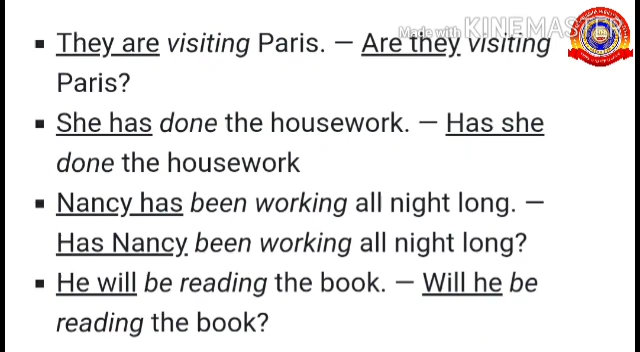 Made with KINEMASTER
▪ They are visiting Paris. — Are they visiting
Paris?
▪ She has done the housework. — Has she
done the housework
▪ Nancy has been working all night long. —
Has Nancy been working all night long?
▪ He will be reading the book. — Will he be
reading the book?